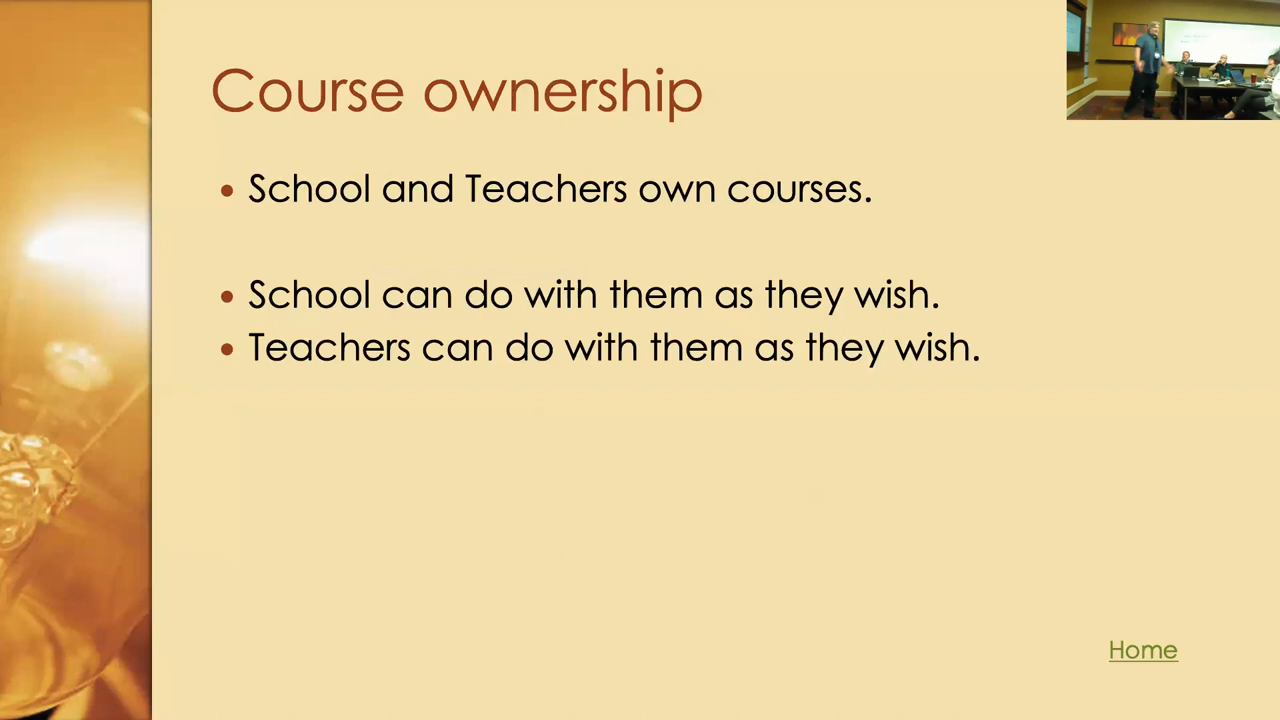 Course ownership
School and Teachers own courses.
School can do with them as they wish.
Teachers can do with them as they wish.
Home